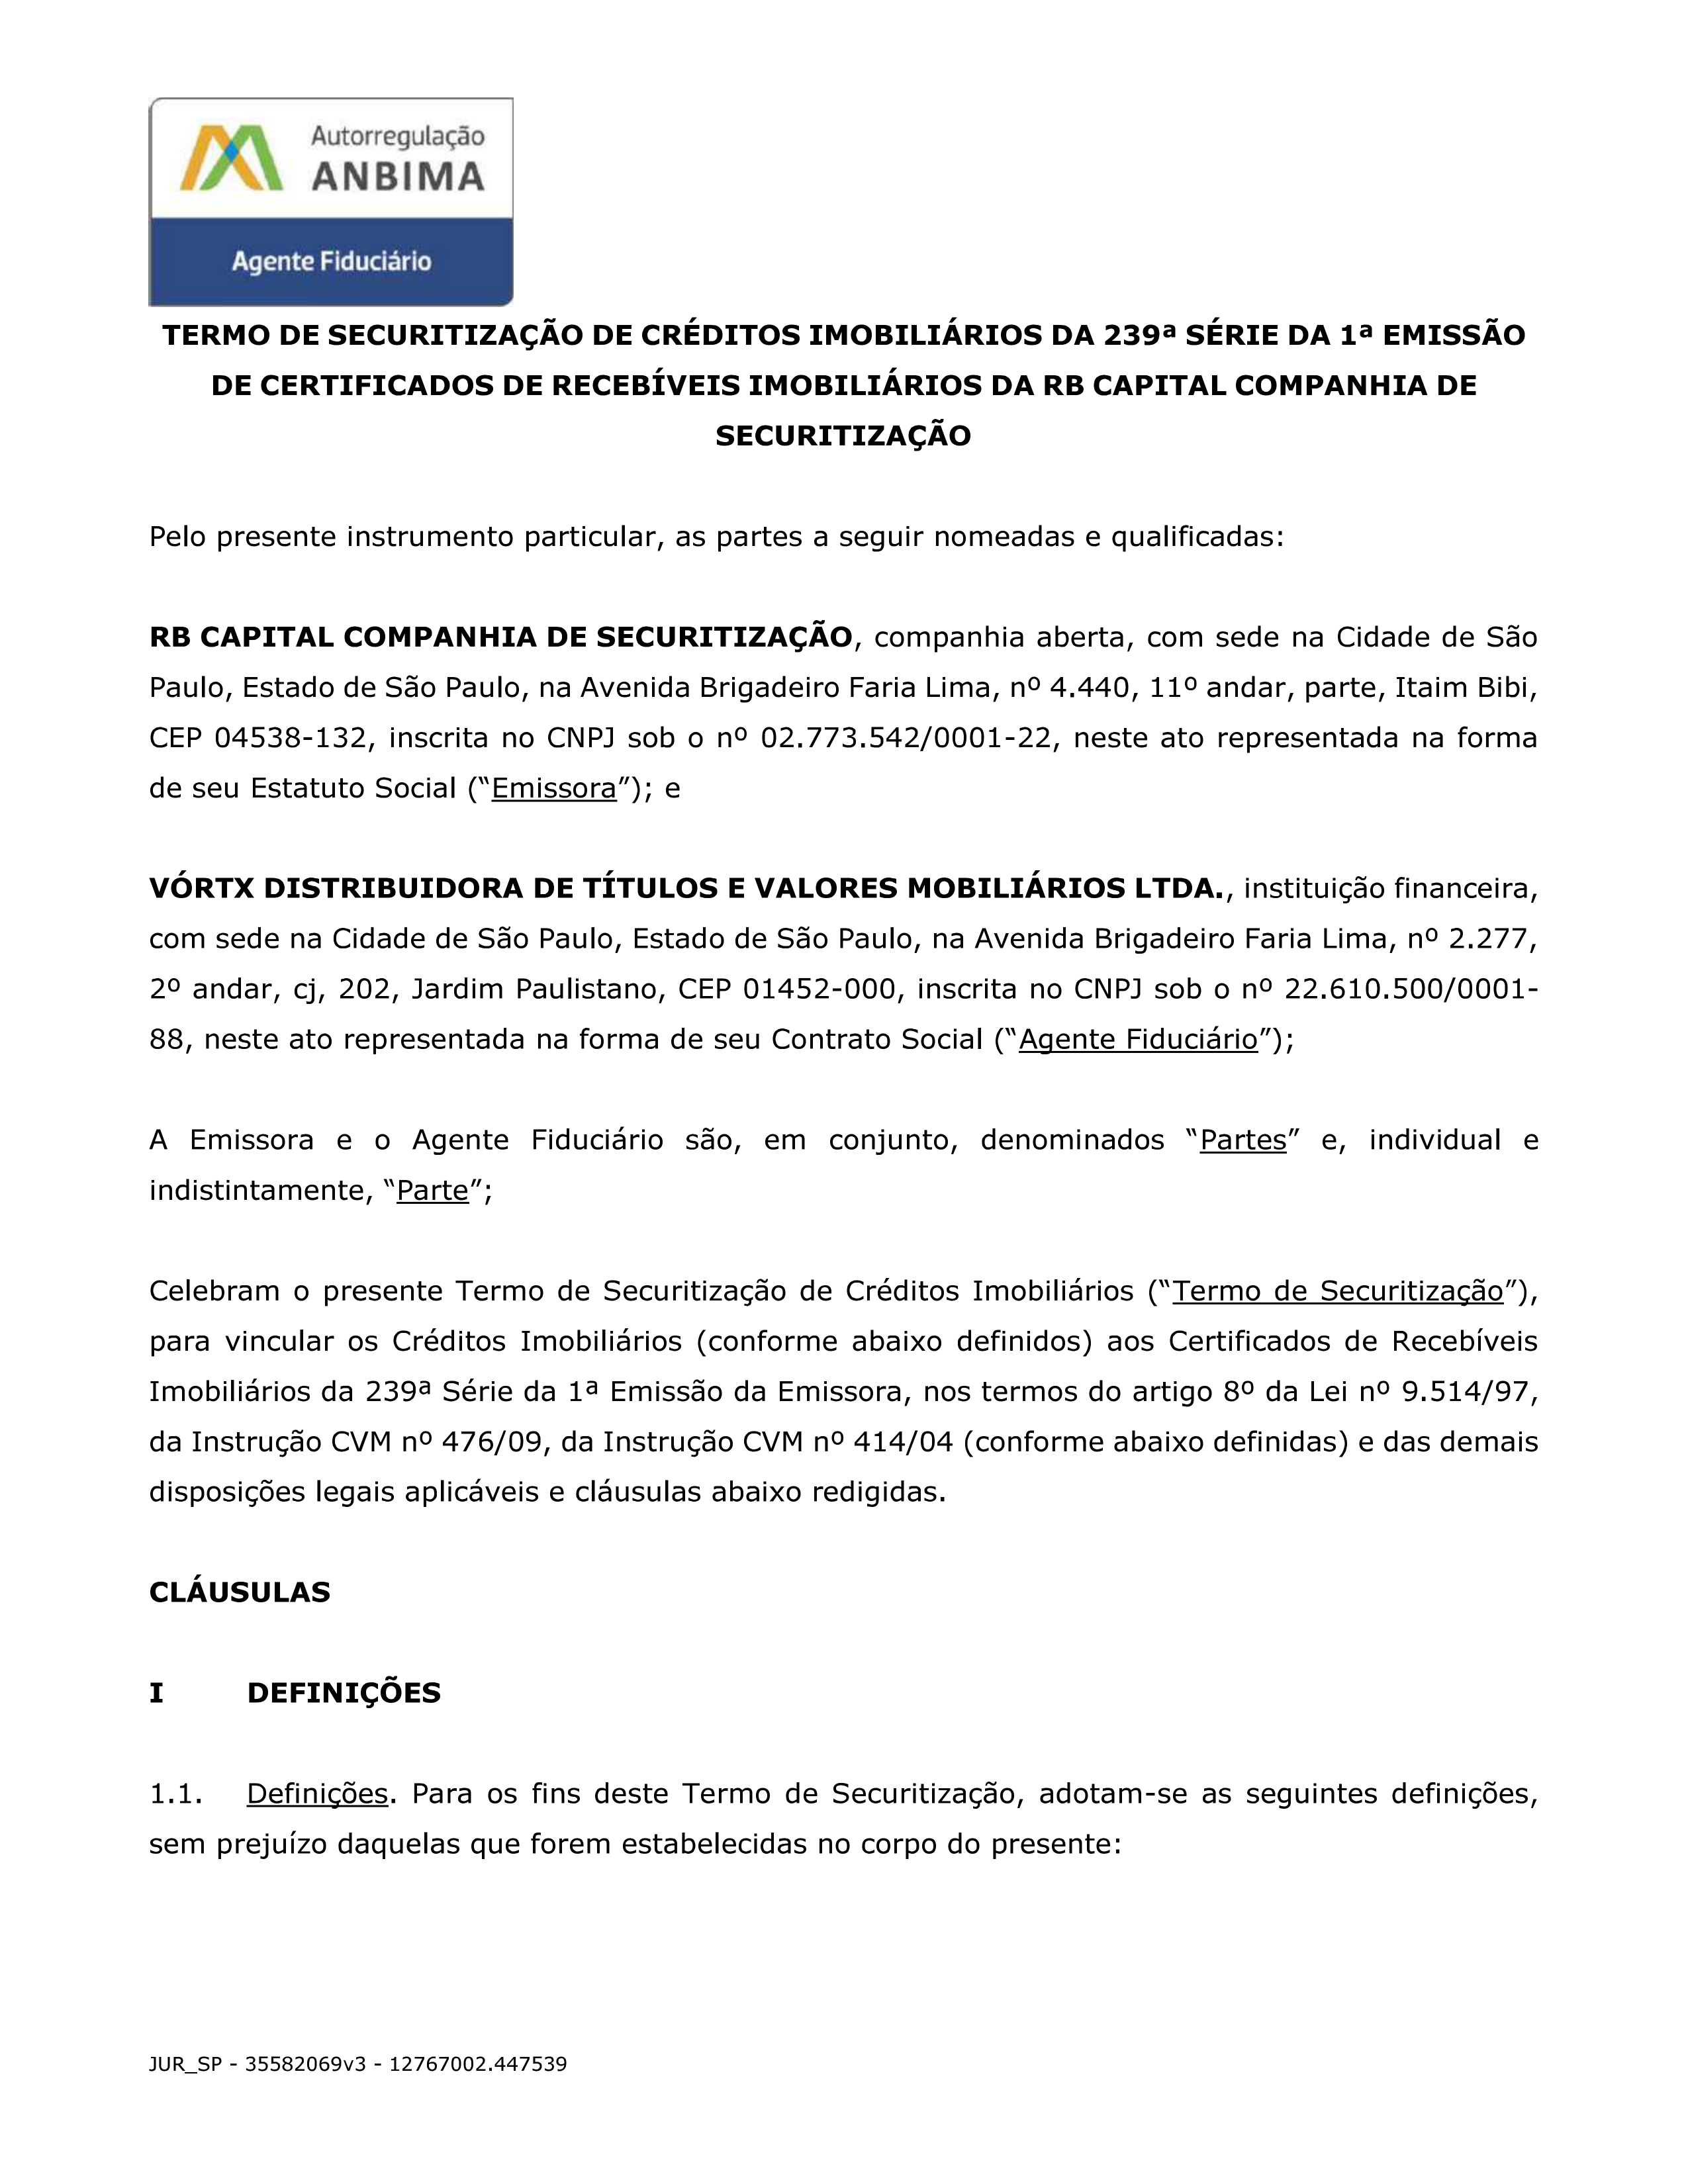 Autorregulação
ANBIMA
Agente Fiduciário
TERMO DE SECURITIZAÇÃO DE CRÉDITOS IMOBILIÁRIOS DA 239ª SÉRIE DA 1ª EMISSÃO
DE CERTIFICADOS DE RECEBÍVEIS IMOBILIÁRIOS DA RB CAPITAL COMPANHIA DE
SECURITIZAÇÃO
Pelo presente instrumento particular, as partes a seguir nomeadas e qualificadas:
RB CAPITAL COMPANHIA DE SECURITIZAÇÃO, companhia aberta, com sede na Cidade de São
Paulo, Estado de São Paulo, na Avenida Brigadeiro Faria Lima, nº 4.440, 11º andar, parte, Itaim Bibi,
CEP 04538-132, inscrita no CNPJ sob o nº 02.773.542/0001-22, neste ato representada na forma
de seu Estatuto Social (“Emissora”); e
VÓRTX DISTRIBUIDORA DE TÍTULOS E VALORES MOBILIÁRIOS LTDA., instituição financeira,
com sede na Cidade de São Paulo, Estado de São Paulo, na Avenida Brigadeiro Faria Lima, nº 2.277,
2º andar, cj, 202, Jardim Paulistano, CEP 01452-000, inscrita no CNPJ sob o nº 22.610.500/0001-
88, neste ato representada na forma de seu Contrato Social (“Agente Fiduciário”);
A Emissora e o Agente Fiduciário são, em conjunto, denominados “Partes” e, individual e
indistintamente, “Parte”;
Celebram o presente Termo de Securitização de Créditos Imobiliários (“Termo de Securitização”),
para vincular os Créditos Imobiliários (conforme abaixo definidos) aos Certificados de Recebíveis
Imobiliários da 239ª Série da 1ª Emissão da Emissora, nos termos do artigo 8º da Lei nº 9.514/97,
da Instrução CVM nº 476/09, da Instrução CVM nº 414/04 (conforme abaixo definidas) e das demais
disposições legais aplicáveis e cláusulas abaixo redigidas.
CLÁUSULAS
I DEFINIÇÕES
1.1. Definições. Para os fins deste Termo de Securitização, adotam-se as seguintes definições,
sem prejuízo daquelas que forem estabelecidas no corpo do presente:
JUR_SP - 35582069v3 - 12767002.447539